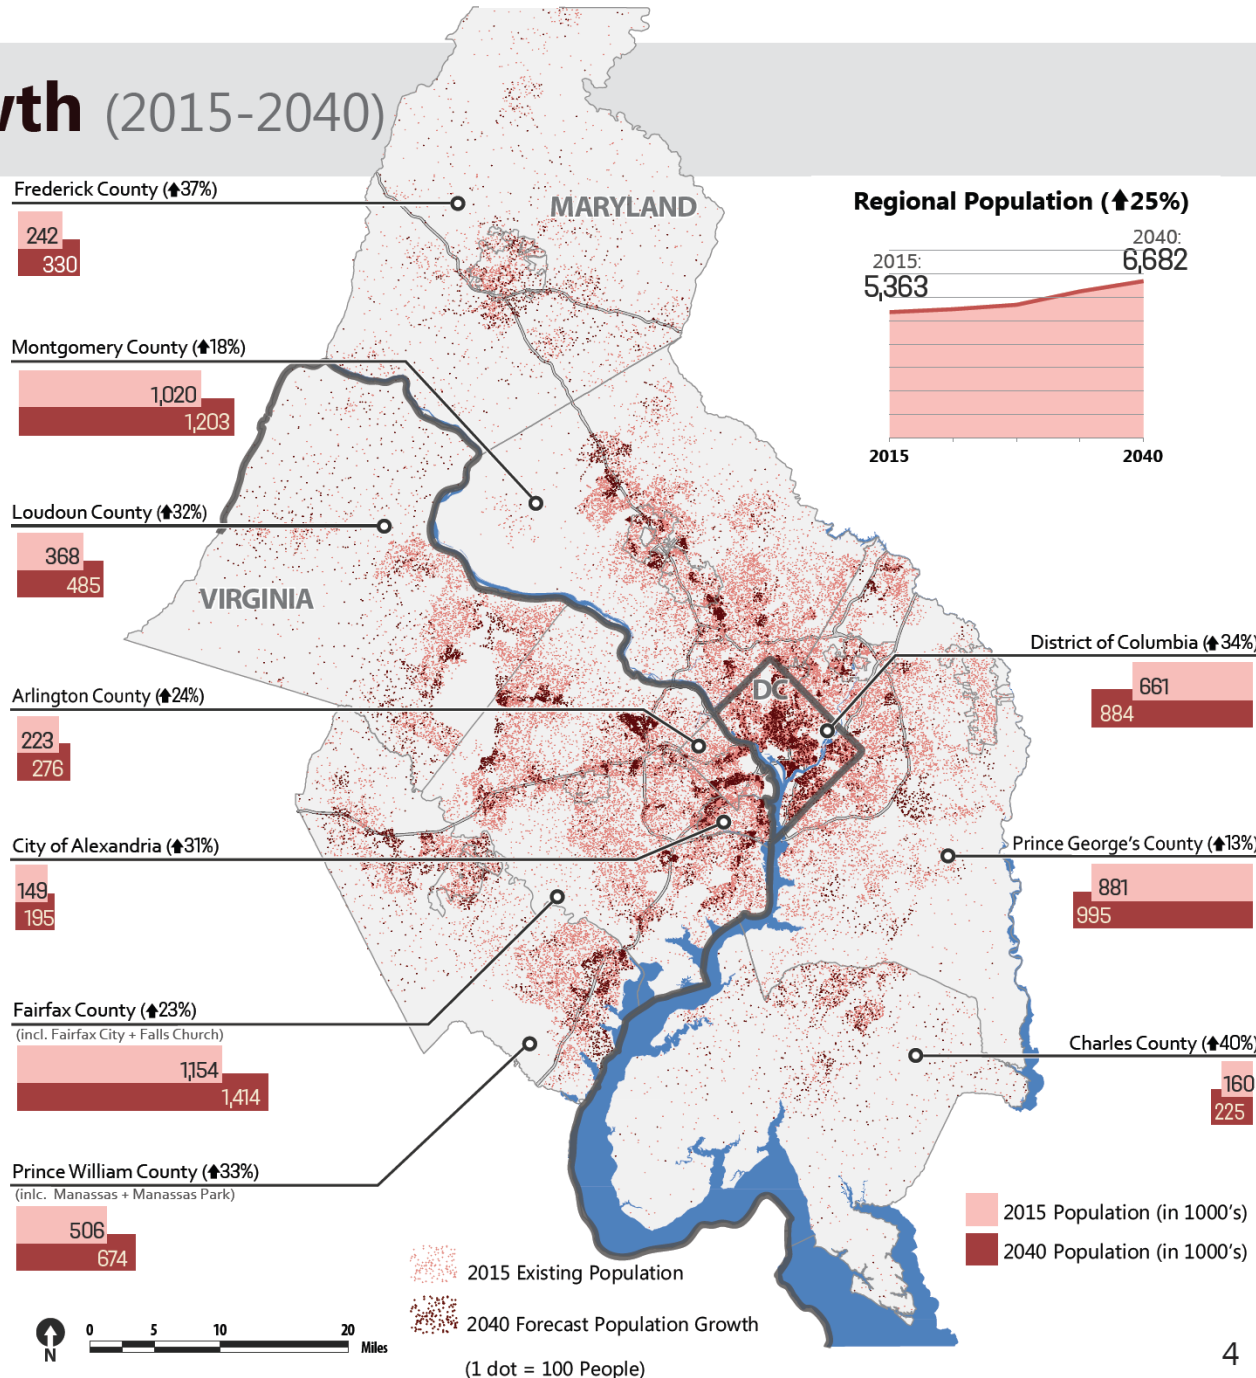 wth (2015-2040)
Frederick County (⬆37%)
242
330
MARYLAND
Regional Population (⬆25%)
2015:
5,363
2040:
6,682
2015
2040
Montgomery County (⬆18%)
1,020
1,203
Loudoun County (⬆32%)
368
485
VIRGINIA
District of Columbia (⬆34%)
661
884
DC
Arlington County (⬆24%)
223
276
City of Alexandria (⬆31%)
149
195
Prince George's County (⬆13%)
881
995
Fairfax County (⬆23%)
(incl. Fairfax City + Falls Church)
1,154
1,414
Charles County (⬆40%)
160
225
Prince William County (⬆33%)
(inlc. Manassas + Manassas Park)
506
674
2015 Population (in 1000's)
2040 Population (in 1000's)
2015 Existing Population
2040 Forecast Population Growth
(1 dot = 100 People)
N
0 5 10 20
Miles
4